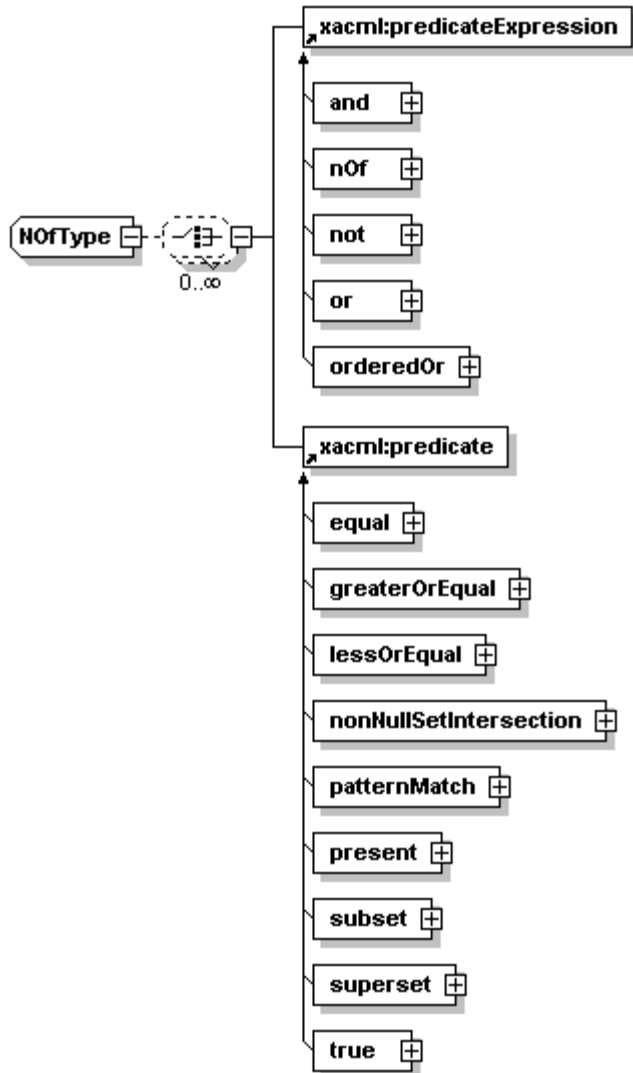 xacml:predicateExpression
and
nOf
not
NOfType
0..∞
or
orderedOr
xacml:predicate
equal
greaterOrEqual
lessOrEqual
nonNullSetIntersection
patternMatch
present
subset
superset
true